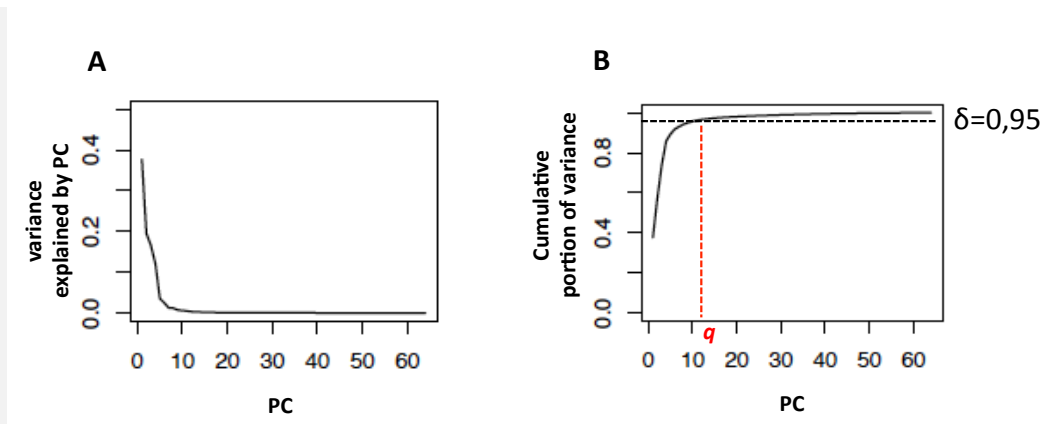 A
variance
explained by PC
0.0 0.2 0.4
0 10 20 30 40 50 60
PC
B
Cumulative
portion of variance
0.0 0.4 0.8
δ=0,95
q
0 10 20 30 40 50 60
PC